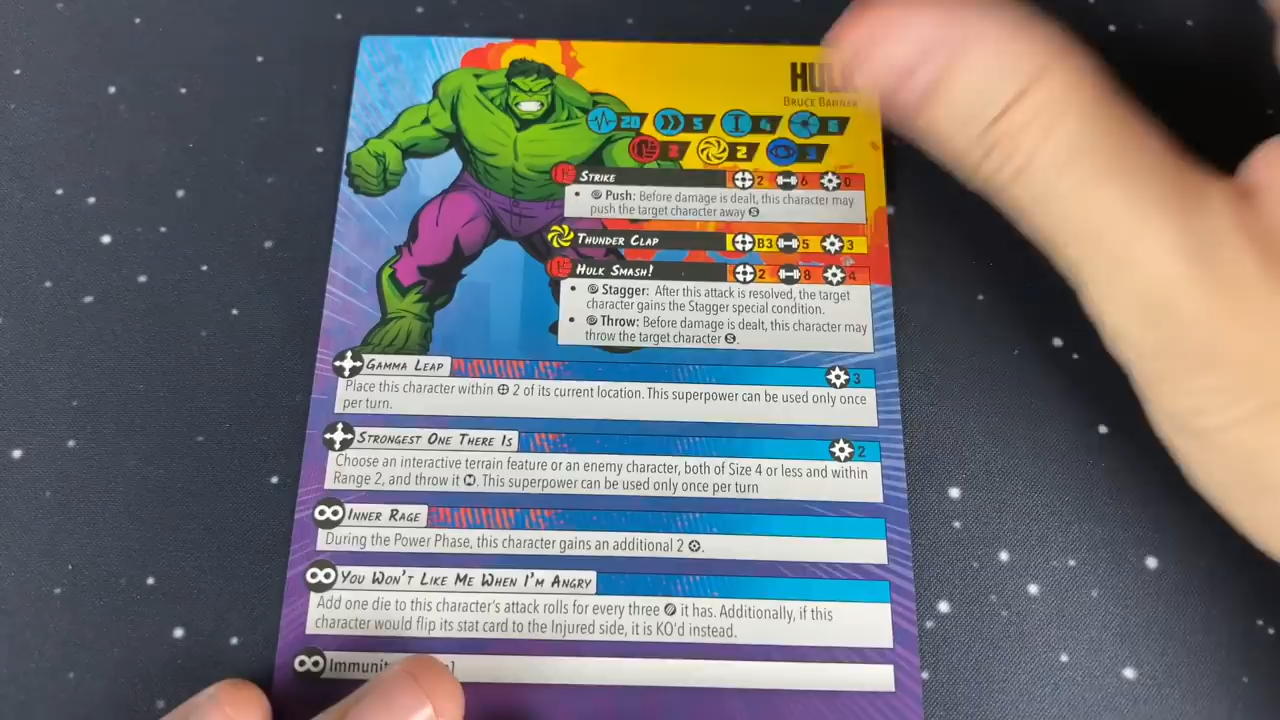 HULK
BRUCE BANNER
20 5 4 6
2 2 3
STRIKE 2 6 0
• Push: Before damage is dealt, this character may
push the target character away S
THUNDER CLAP B3 5 3
HULK SMASH! 2 8 4
• Stagger: After this attack is resolved, the target
character gains the Stagger special condition.
• Throw: Before damage is dealt, this character may
throw the target character S.
GAMMA LEAP 3
Place this character within 2 of its current location. This superpower can be used only once
per turn.
STRONGEST ONE THERE IS 2
Choose an interactive terrain feature or an enemy character, both of Size 4 or less and within
Range 2, and throw it M. This superpower can be used only once per turn
INNER RAGE
During the Power Phase, this character gains an additional 2 .
YOU WON'T LIKE ME WHEN I'M ANGRY
Add one die to this character's attack rolls for every three it has. Additionally, if this
character would flip its stat card to the Injured side, it is KO'd instead.